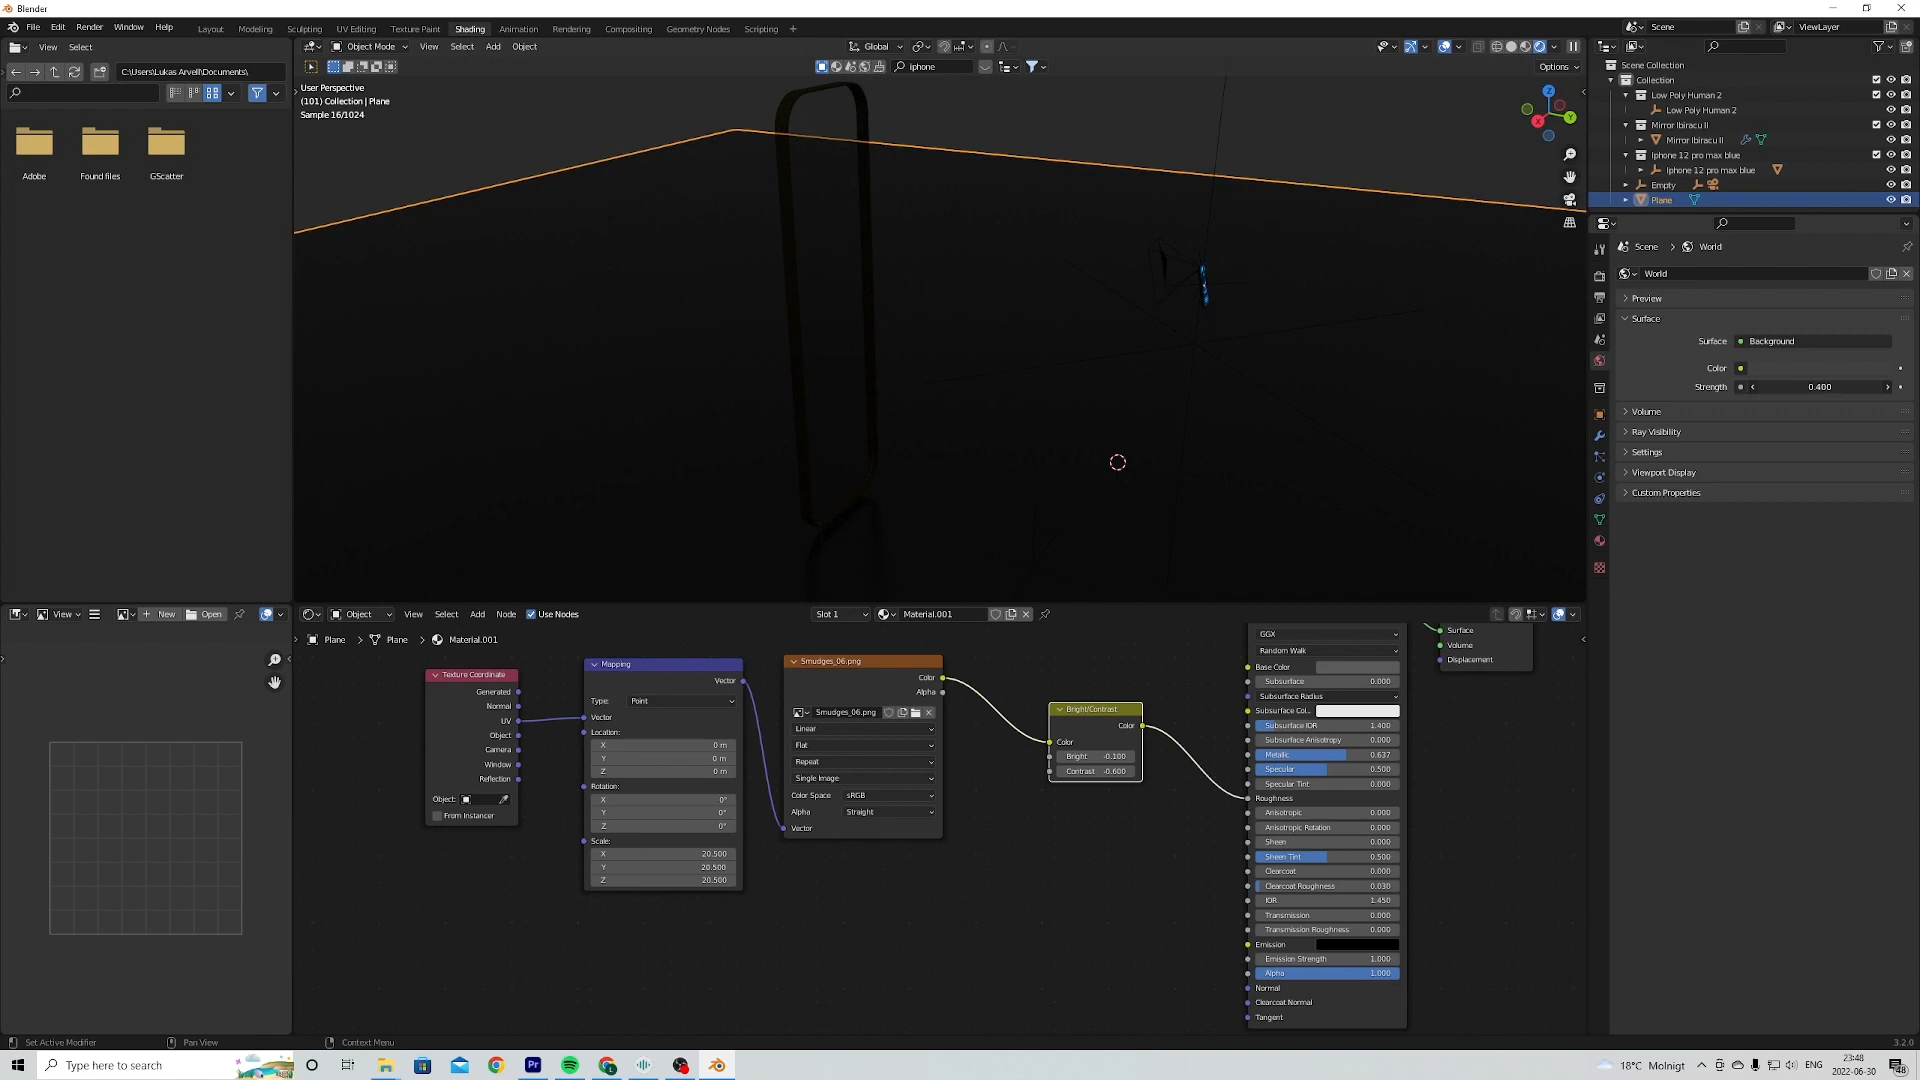 Blender
File Edit Render Window Help
Layout Modeling Sculpting UV Editing Texture Paint Shading Animation Rendering Compositing Geometry Nodes Scripting +
Scene
ViewLayer
View Select
C:\Users\Lukas Arvell\Documents\
Adobe
Found files
GScatter
Object Mode View Select Add Object
Global
iphone
Options
User Perspective
(101) Collection | Plane
Sample 16/1024
Z
Y
X
Scene Collection
Collection
Low Poly Human 2
Low Poly Human 2
Mirror Ibiracu II
Mirror Ibiracu II
Iphone 12 pro max blue
Iphone 12 pro max blue
Empty
Plane
Scene > World
World
Preview
Surface
Surface Background
Color
Strength 0.400
Volume
Ray Visibility
Settings
Viewport Display
Custom Properties
View
New
Open
Object View Select Add Node Use Nodes
Slot 1
Material.001
Plane > Plane > Material.001
Texture Coordinate
Generated
Normal
UV
Object
Camera
Window
Reflection
Object:
From Instancer
Mapping
Vector
Type: Point
Vector
Location:
X 0 m
Y 0 m
Z 0 m
Rotation:
X 0°
Y 0°
Z 0°
Scale:
X 20.500
Y 20.500
Z 20.500
Smudges_06.png
Color
Alpha
Smudges_06.png
Linear
Flat
Repeat
Single Image
Color Space sRGB
Alpha Straight
Vector
Bright/Contrast
Color
Color
Bright -0.100
Contrast -0.600
GGX
Random Walk
Base Color
Subsurface 0.000
Subsurface Radius
Subsurface Col...
Subsurface IOR 1.400
Subsurface Anisotropy 0.000
Metallic 0.637
Specular 0.500
Specular Tint 0.000
Roughness
Anisotropic 0.000
Anisotropic Rotation 0.000
Sheen 0.000
Sheen Tint 0.500
Clearcoat 0.000
Clearcoat Roughness 0.030
IOR 1.450
Transmission 0.000
Transmission Roughness 0.000
Emission
Emission Strength 1.000
Alpha 1.000
Normal
Clearcoat Normal
Tangent
Surface
Volume
Displacement
Set Active Modifier
Pan View
Context Menu
3.2.0
Type here to search
Pr
L
18°C Molnigt
ENG
23:48
2022-06-30
48